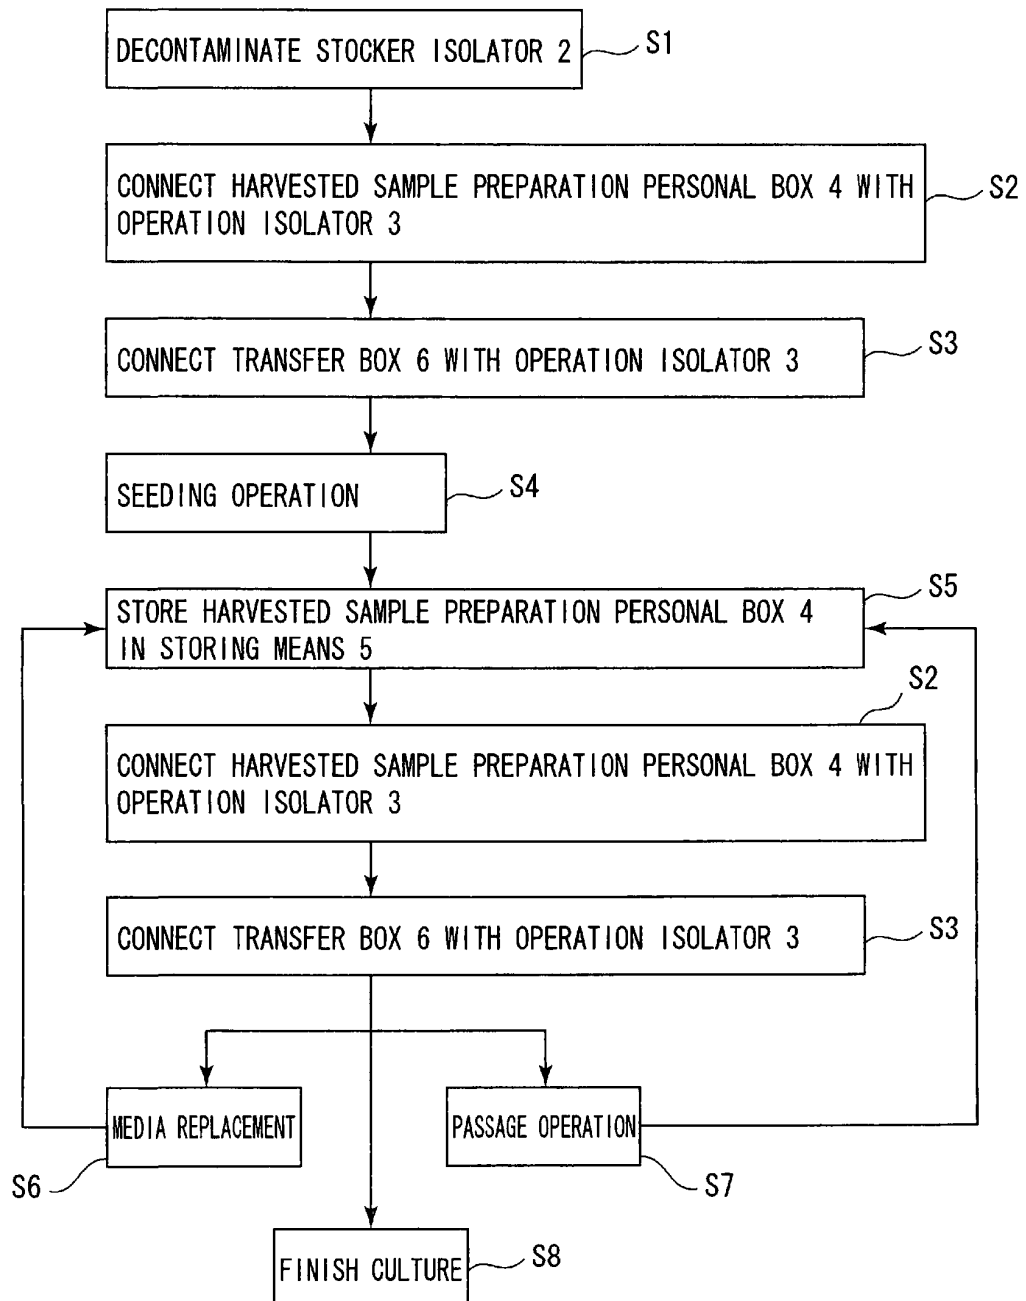 DECONTAMINATE STOCKER ISOLATOR 2
S1
CONNECT HARVESTED SAMPLE PREPARATION PERSONAL BOX 4 WITH
OPERATION ISOLATOR 3
S2
CONNECT TRANSFER BOX 6 WITH OPERATION ISOLATOR 3
S3
SEEDING OPERATION
S4
STORE HARVESTED SAMPLE PREPARATION PERSONAL BOX 4
IN STORING MEANS 5
S5
CONNECT HARVESTED SAMPLE PREPARATION PERSONAL BOX 4 WITH
OPERATION ISOLATOR 3
S2
CONNECT TRANSFER BOX 6 WITH OPERATION ISOLATOR 3
S3
MEDIA REPLACEMENT
S6
PASSAGE OPERATION
S7
FINISH CULTURE
S8